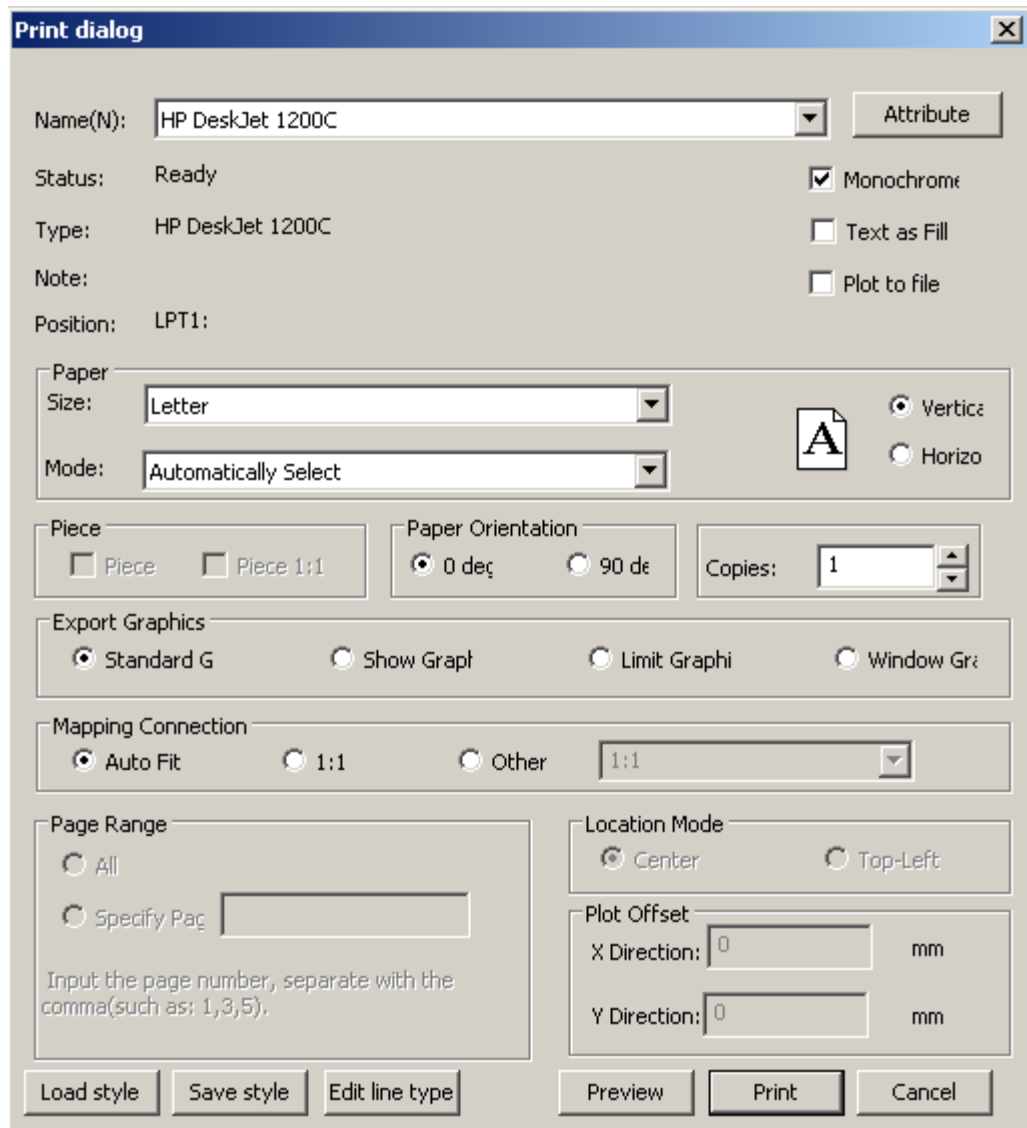 Print dialog
Name(N): HP DeskJet 1200C Attribute
Status: Ready Monochrome
Type: HP DeskJet 1200C Text as Fill
Note: Plot to file
Position: LPT1:
Paper
Size: Letter A Vertica
Mode: Automatically Select Horizo
Piece Paper Orientation
Piece Piece 1:1 0 deg 90 de Copies: 1
Export Graphics
Standard G Show Graph Limit Graphi Window Gra
Mapping Connection
Auto Fit 1:1 Other 1:1
Page Range Location Mode
All Center Top-Left
Specify Pag
Plot Offset
X Direction: 0 mm
Input the page number, separate with the
comma(such as: 1,3,5).
Y Direction: 0 mm
Load style Save style Edit line type Preview Print Cancel